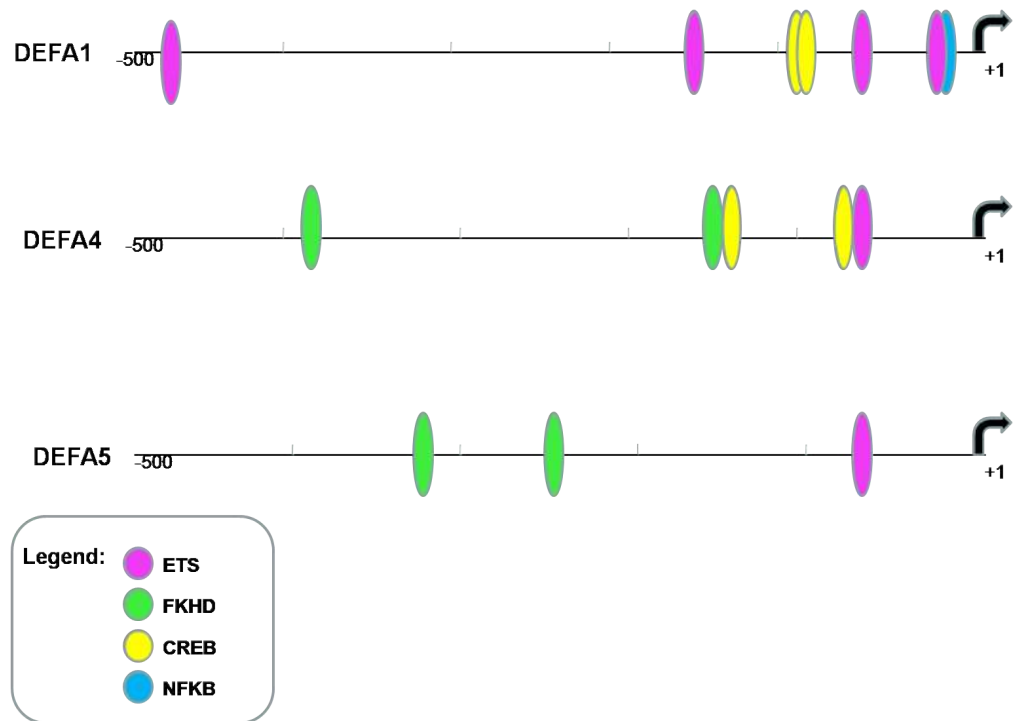 DEFA1
-500
+1
DEFA4
-500
+1
DEFA5
-500
+1
Legend:
ETS
FKHD
CREB
NFKB